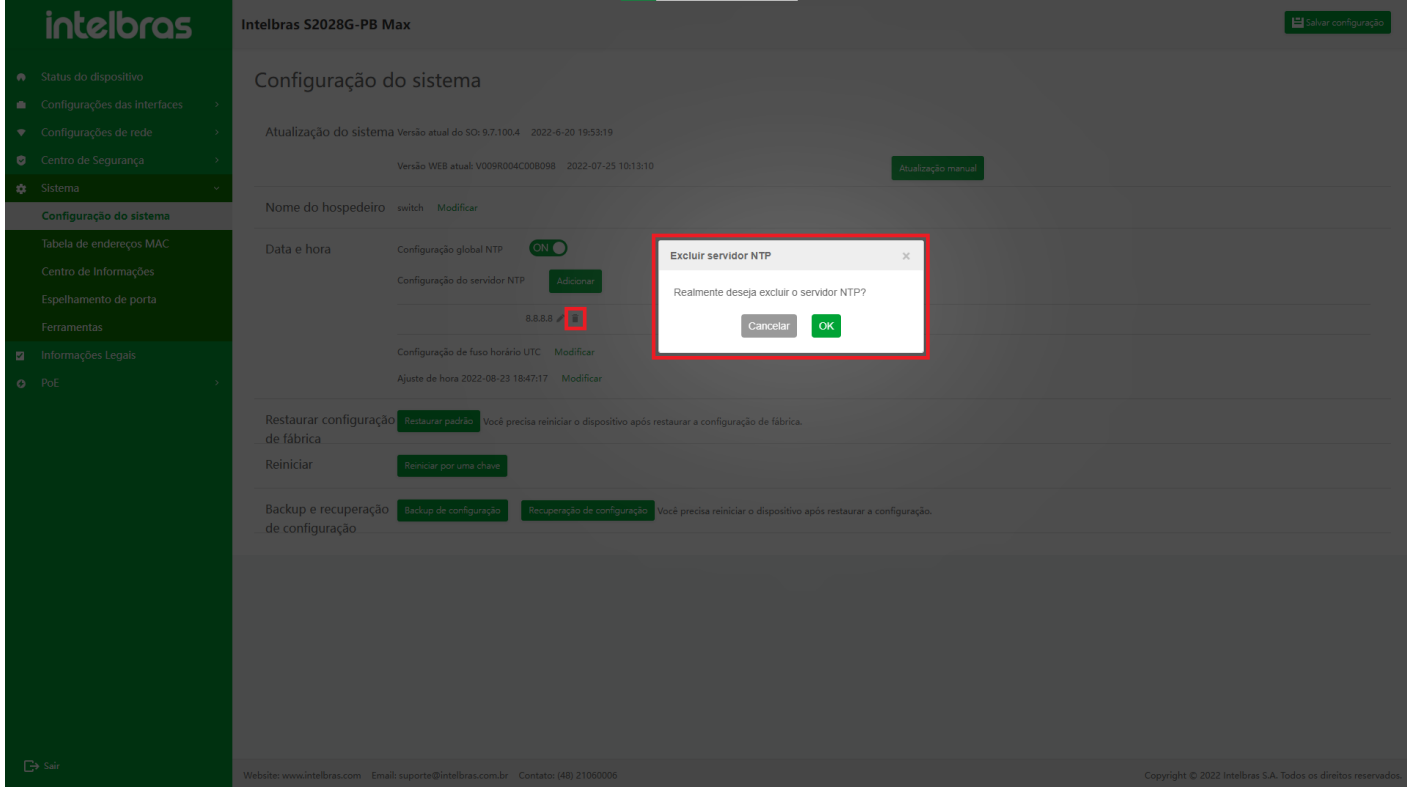 intelbras
Intelbras S2028G-PB Max
Salvar configuração
Status do dispositivo
Configurações das interfaces
Configurações de rede
Centro de Segurança
Sistema
Configuração do sistema
Tabela de endereços MAC
Centro de Informações
Espelhamento de porta
Ferramentas
Informações Legais
PoE
Sair
Configuração do sistema
Atualização do sistema Versão atual do SO: 9.7.100.4 2022-6-20 19:53:19
Versão WEB atual: V009R004C00B098 2022-07-25 10:13:10 Atualização manual
Nome do hospedeiro switch Modificar
Data e hora Configuração global NTP ON
Configuração do servidor NTP Adicionar
8.8.8.8
Configuração de fuso horário UTC Modificar
Ajuste de hora 2022-08-23 18:47:17 Modificar
Excluir servidor NTP ×
Realmente deseja excluir o servidor NTP?
Cancelar OK
Restaurar configuração de fábrica Restaurar padrão Você precisa reiniciar o dispositivo após restaurar a configuração de fábrica.
Reiniciar Reiniciar por uma chave
Backup e recuperação de configuração Backup de configuração Recuperação de configuração Você precisa reiniciar o dispositivo após restaurar a configuração.
Website: www.intelbras.com Email: suporte@intelbras.com.br Contato: (48) 21060006
Copyright © 2022 Intelbras S.A. Todos os direitos reservados.